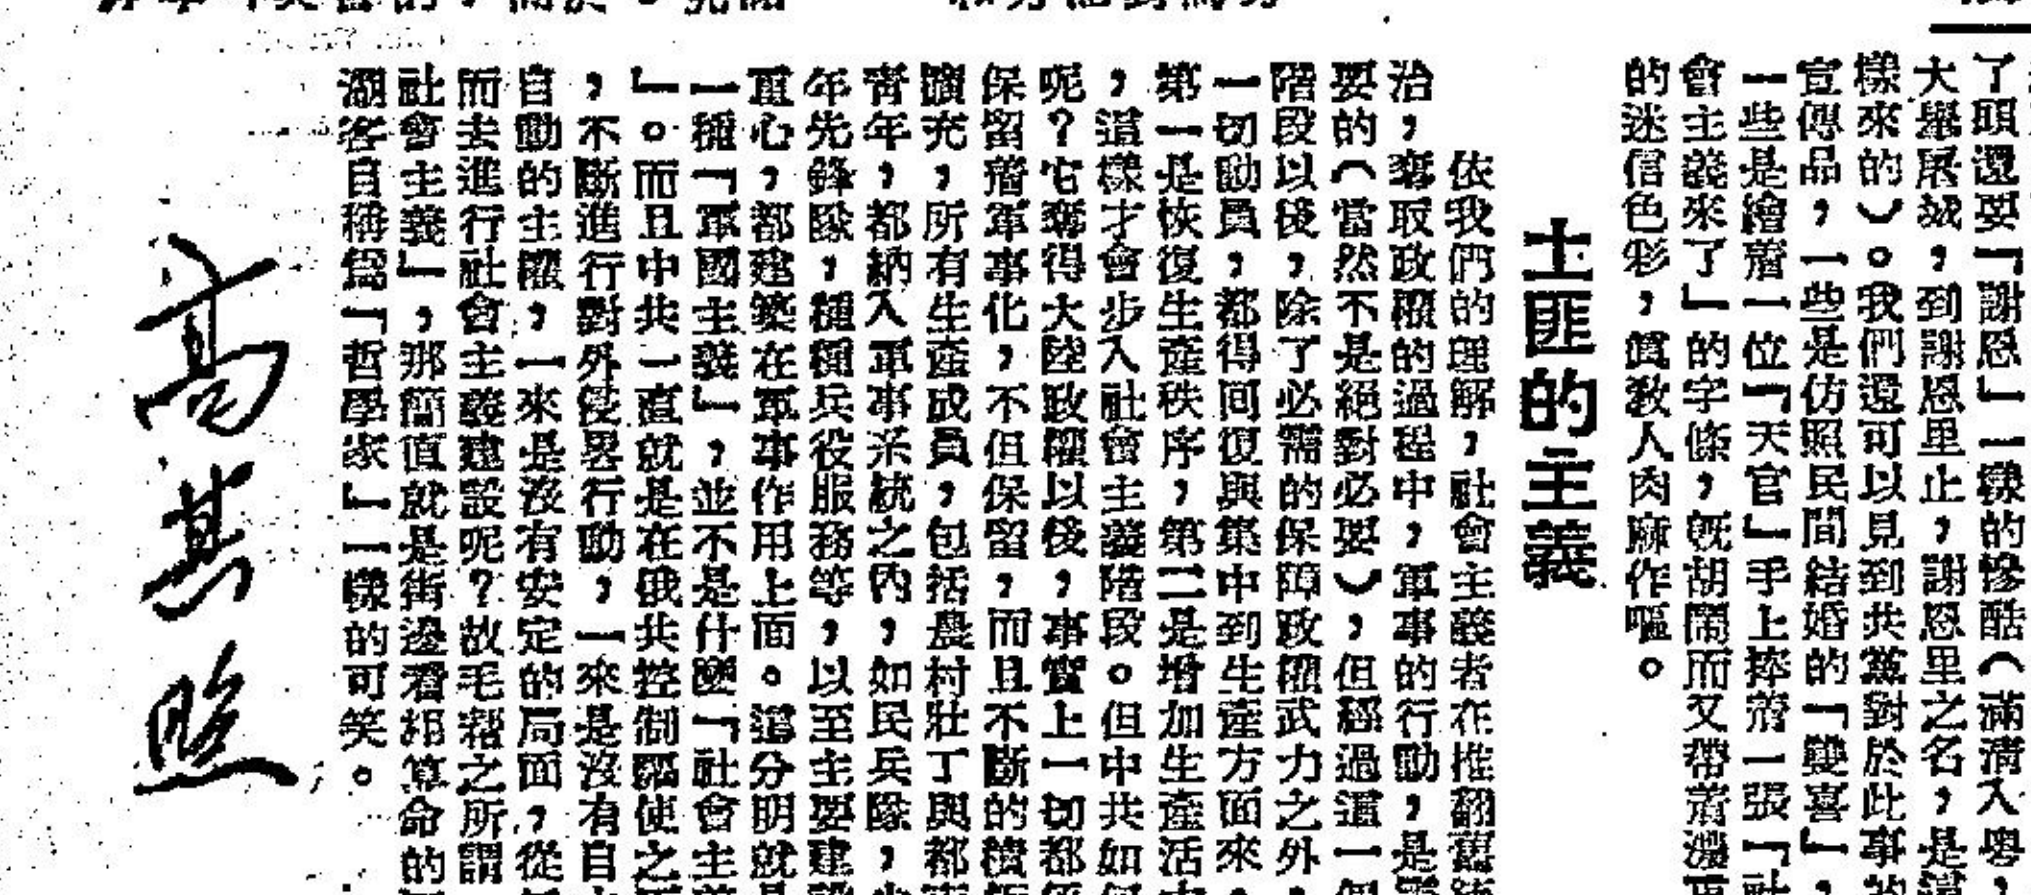 了頭還要「謝恩」一樣的慘酷（滿清入粵，
大舉屠城，到謝恩里止，謝恩里之名，是這
樣來的）。我們還可以見到共黨對於此事的
宣傳品，一些是仿照民間結婚的「雙喜」，
一些是繪着一位「天官」手上捧着一張「社
會主義來了」的字條，旣胡鬧而又帶着濃
的迷信色彩，眞敎人肉麻作嘔。
土匪的主義
依我們的理解，社會主義者在推翻舊統
治，奪取政權的過程中，軍事的行動，是需
要的（當然不是絕對必要），但經過這一個
階段以後，除了必需的保障政權武力之外，
一切動員，都得囘復與集中到生產方面來。
第一是恢復生產秩序，第二是增加生產活
，這樣才會步入社會主義階段。但中共如何
呢？它奪得大陸政權以後，事實上一切都
保留着軍事化，不但保留，而且不斷的積極
擴充，所有生產成員，包括農村壯丁與都市
靑年，都納入軍事系統之內，如民兵隊，少
年先鋒隊，種種兵役服務等，以至主要建設
重心，都建築在軍事作用上面。這分明就是
一種「軍國主義」，並不是什麼「社會主義
」。而且中共一直就是在俄共控制驅使之
，不斷進行對外侵畧行動，一來是沒有自
自動的主權，一來是沒有安定的局面，從
而去進行社會主義建設呢？故毛藉之所謂
社會主義」，那簡直就是街邊看相算命的
湖客自稱爲「哲學家」一樣的可笑。
高其照